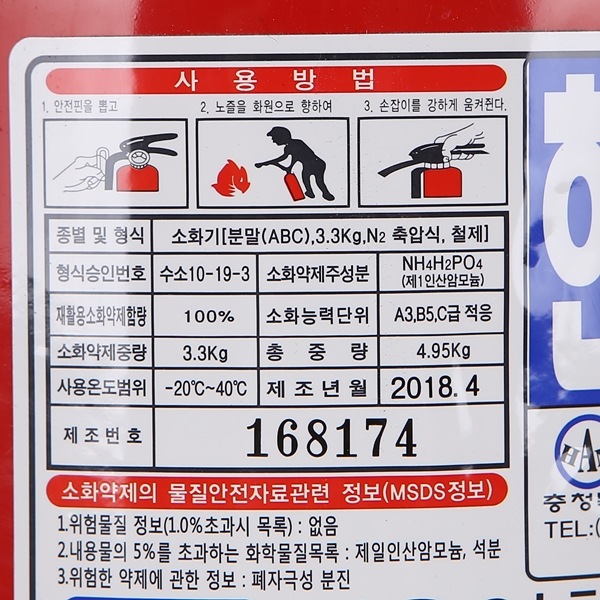 사용방법
1. 안전핀을 뽑고
2. 노즐을 화원으로 향하여
3. 손잡이를 강하게 움켜쥔다.
종별 및 형식 소화기[분말(ABC),3.3Kg,N₂ 축압식, 철제]
형식승인번호 수소10-19-3 소화약제주성분 NH₄H₂PO₄ (제1인산암모늄)
재활용소화약제함량 100% 소화능력단위 A3,B5,C급 적응
소화약제중량 3.3Kg 총중량 4.95Kg
사용온도범위 -20℃~40℃ 제조년월 2018.4
제조번호 168174
소화약제의 물질안전자료관련 정보(MSDS정보)
1.위험물질 정보(1.0%초과시 목록) : 없음
2.내용물의 5%를 초과하는 화학물질목록 : 제일인산암모늄, 석분
3.위험한 약제에 관한 정보 : 폐자극성 분진
한
충청
TEL:(